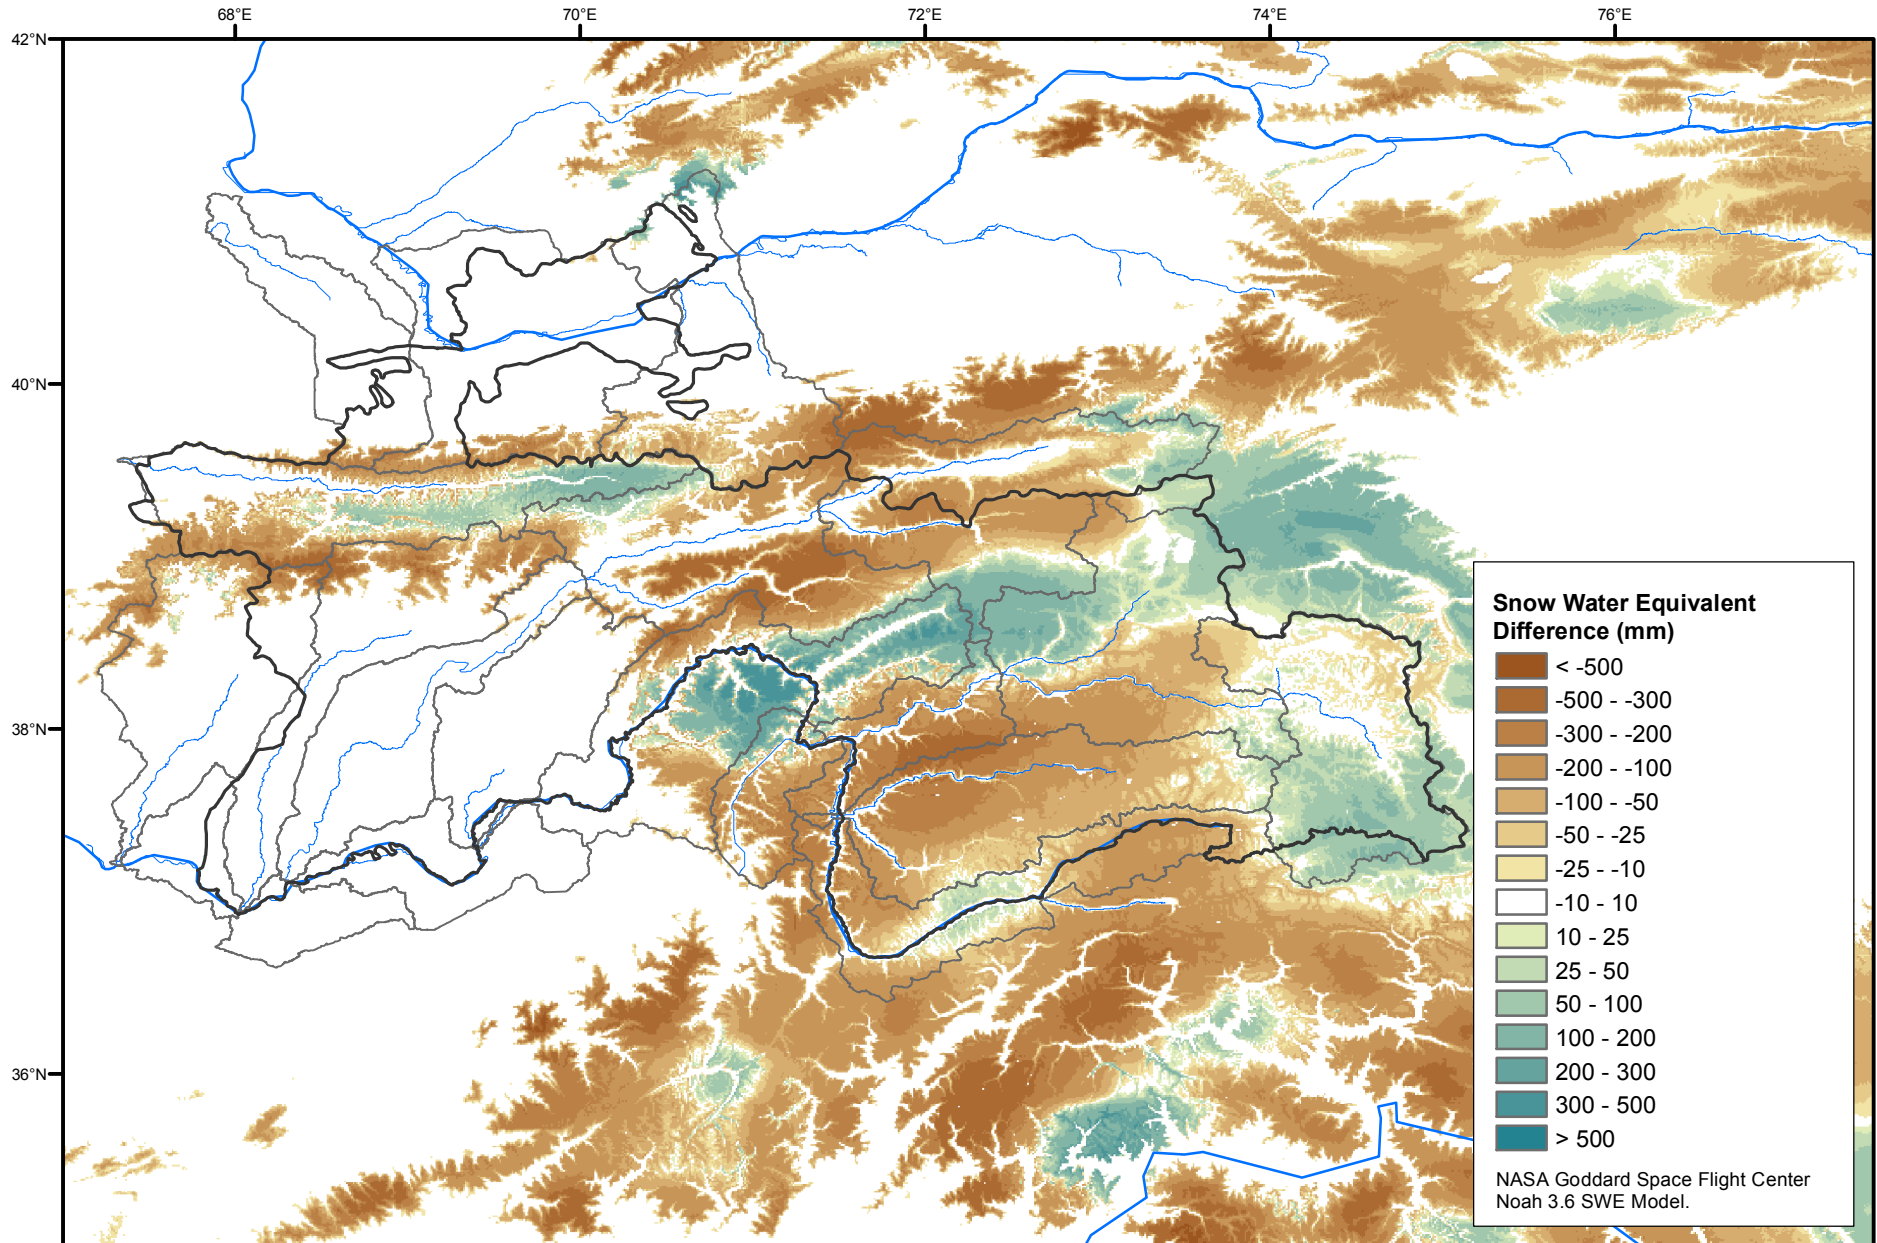 68°E 70°E 72°E 74°E 76°E
42°N
40°N
38°N
36°N
Snow Water Equivalent
Difference (mm)
< -500
-500 - -300
-300 - -200
-200 - -100
-100 - -50
-50 - -25
-25 - -10
-10 - 10
10 - 25
25 - 50
50 - 100
100 - 200
200 - 300
300 - 500
> 500
NASA Goddard Space Flight Center
Noah 3.6 SWE Model.